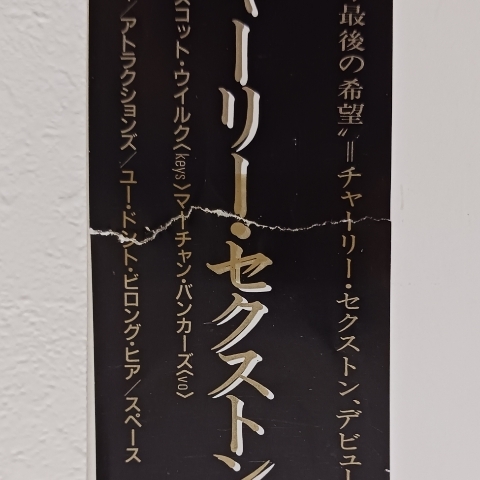 最後の希望〟＝チャーリー・セクストン、デビュー
ーリー・セクストン
スコット・ウイルク〈keys〉マーチャン・バンカーズ〈vo〉
／アトラクションズ／ユー・ドント・ビロング・ヒア／スペース